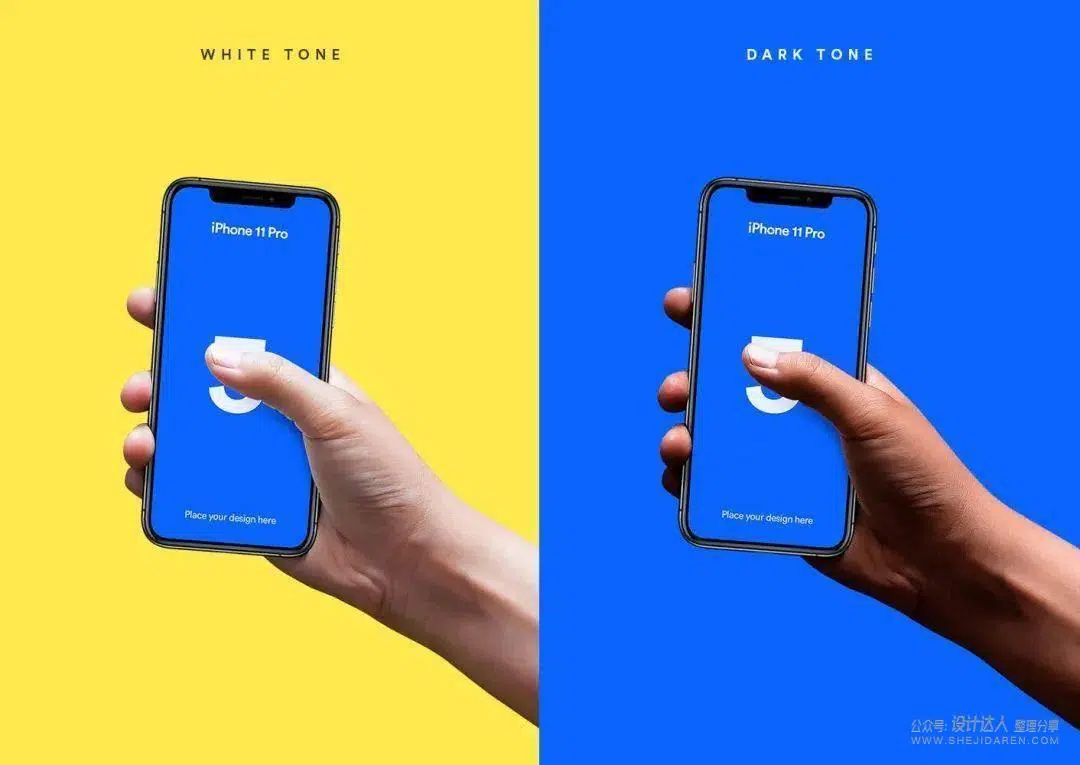 WHITE TONE
iPhone 11 Pro
Place your design here
DARK TONE
iPhone 11 Pro
Place your design here
公众号: 设计达人 整理分享
WWW.SHEJIDAREN.COM